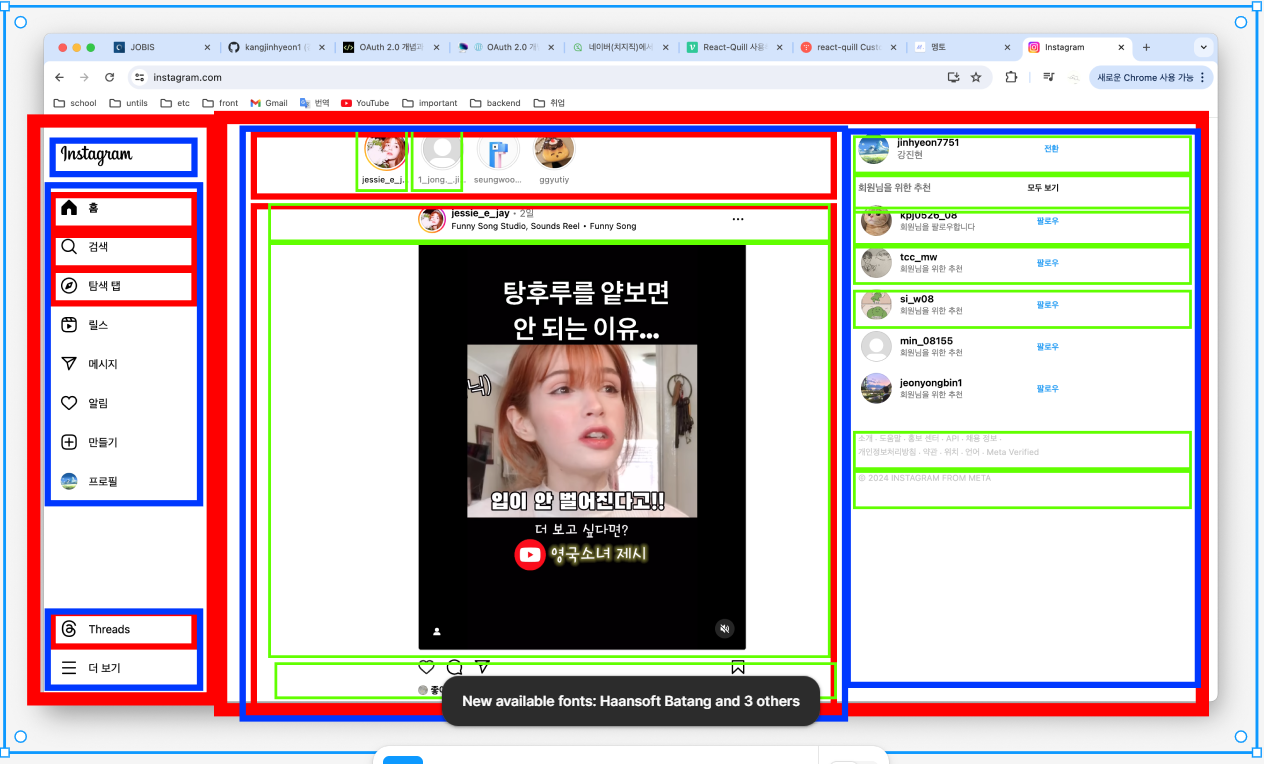 JOBIS
kangjinhyeon1
OAuth 2.0 개념과
OAuth 2.0 개
네이버(치지직)에서
React-Quill 사용
react-quill Cust
멍토
Instagram
instagram.com
새로운 Chrome 사용 가능
school
untils
etc
front
Gmail
번역
YouTube
important
backend
취업
Instagram
홈
검색
탐색 탭
릴스
메시지
알림
만들기
프로필
Threads
더 보기
jessie_e_j...
1_jong._.ji...
seungwoo...
ggyutiy
jessie_e_jay • 2일
Funny Song Studio, Sounds Reel • Funny Song
탕후루를 얕보면
안 되는 이유...
네)
입이 안 벌어진다고!!
더 보고 싶다면?
영국소녀 제시
jinhyeon7751
강진현
전환
회원님을 위한 추천
모두 보기
kpj0526_08
회원님을 팔로우합니다
팔로우
tcc_mw
회원님을 위한 추천
팔로우
si_w08
회원님을 위한 추천
팔로우
min_08155
회원님을 위한 추천
팔로우
jeonyongbin1
회원님을 위한 추천
팔로우
소개 · 도움말 · 홍보 센터 · API · 채용 정보 ·
개인정보처리방침 · 약관 · 위치 · 언어 · Meta Verified
© 2024 INSTAGRAM FROM META
New available fonts: Haansoft Batang and 3 others